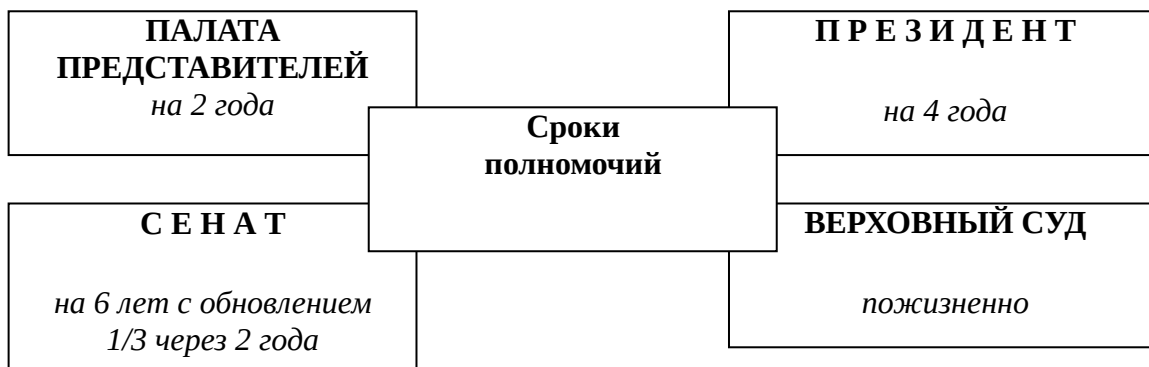 ПАЛАТА
ПРЕДСТАВИТЕЛЕЙ
на 2 года
П Р Е З И Д Е Н Т
на 4 года
Сроки
полномочий
С Е Н А Т
на 6 лет с обновлением
1/3 через 2 года
ВЕРХОВНЫЙ СУД
пожизненно